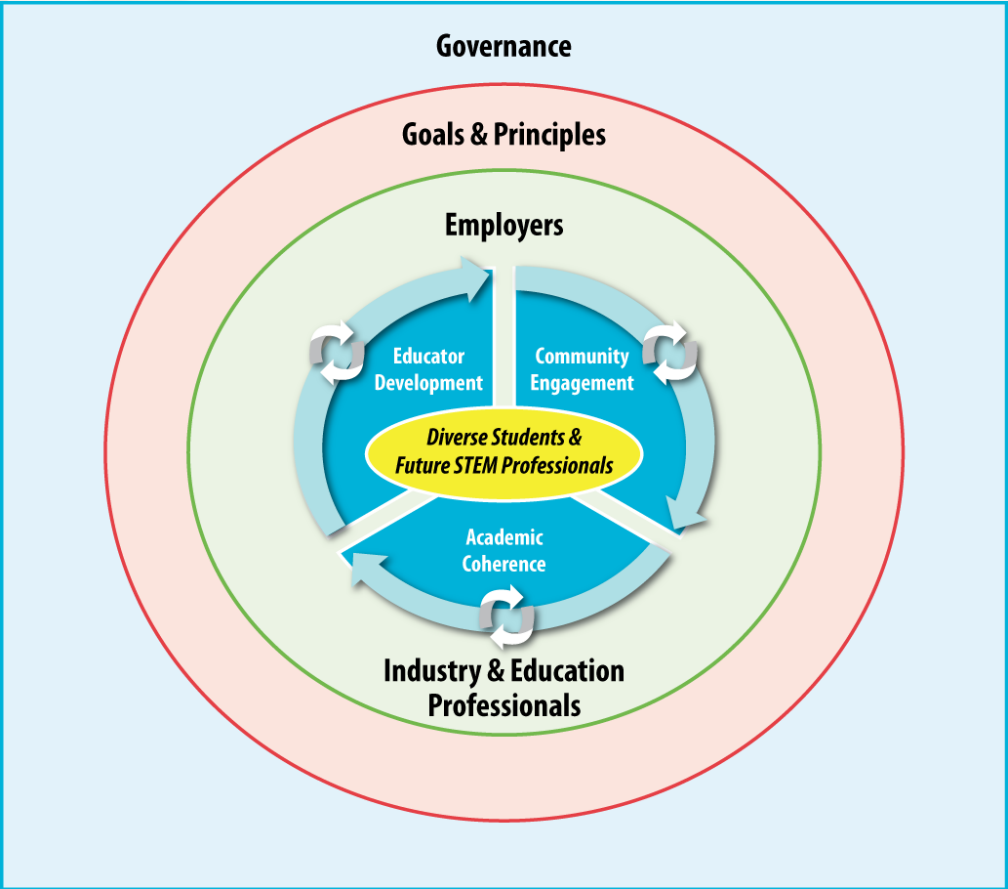 Governance
Goals & Principles
Employers
Educator
Development
Community
Engagement
Diverse Students &
Future STEM Professionals
Academic
Coherence
Industry & Education
Professionals